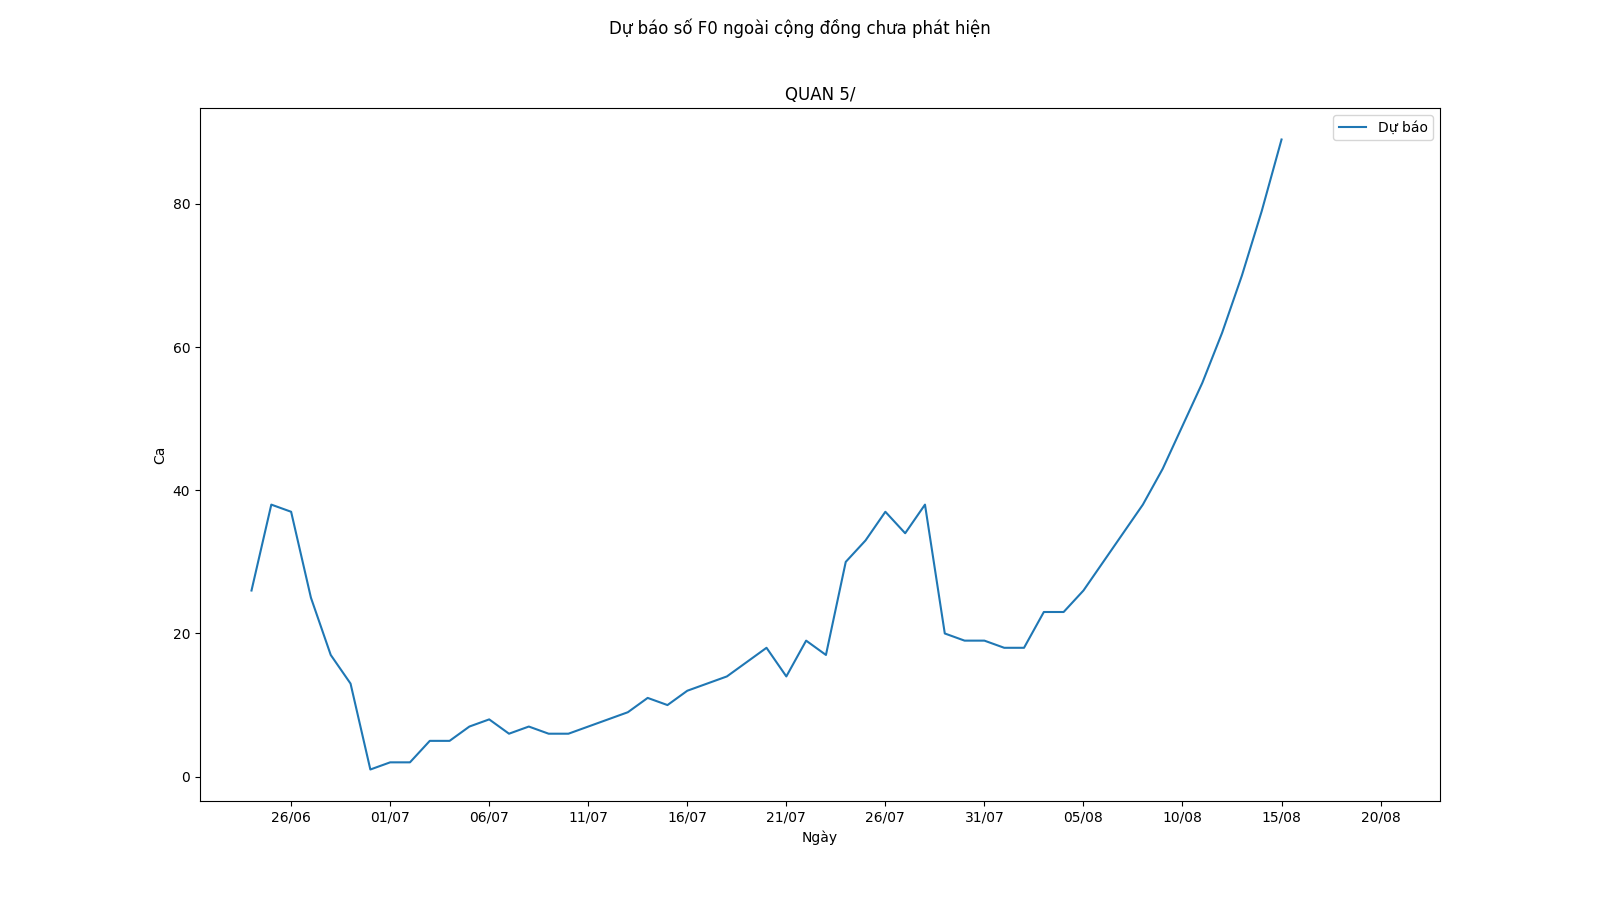 Dự báo số F0 ngoài cộng đồng chưa phát hiện
QUAN 5/
Dự báo
80
60
40
20
0
Ca
26/06 01/07 06/07 11/07 16/07 21/07 26/07 31/07 05/08 10/08 15/08 20/08
Ngày